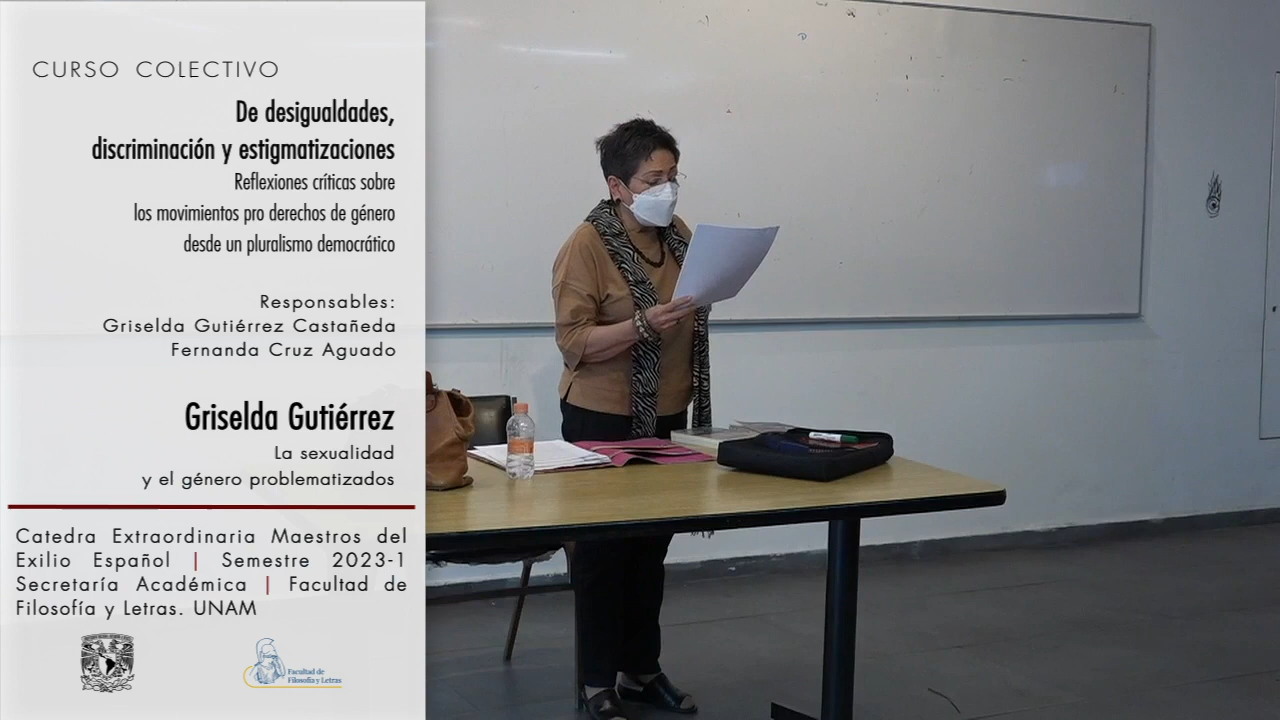 CURSO COLECTIVO
De desigualdades,
discriminación y estigmatizaciones
Reflexiones críticas sobre
los movimientos pro derechos de género
desde un pluralismo democrático
Responsables:
Griselda Gutiérrez Castañeda
Fernanda Cruz Aguado
Griselda Gutiérrez
La sexualidad
y el género problematizados
Catedra Extraordinaria Maestros del
Exilio Español | Semestre 2023-1
Secretaría Académica | Facultad de
Filosofía y Letras. UNAM
Facultad de
Filosofía y Letras